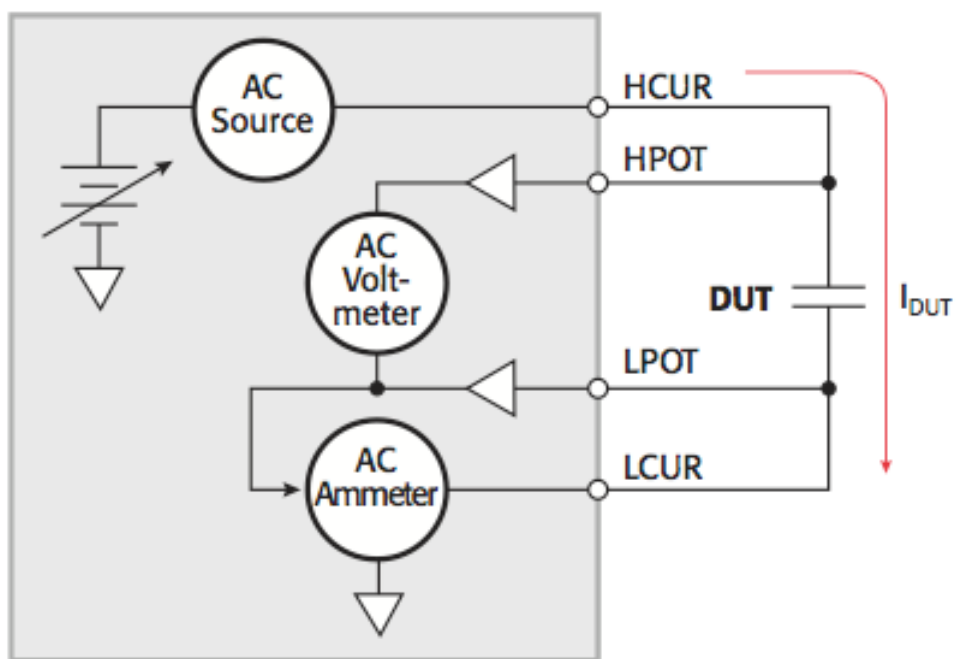 AC
Source
HCUR
HPOT
AC
Volt-
meter
DUT
IDUT
LPOT
AC
Ammeter
LCUR